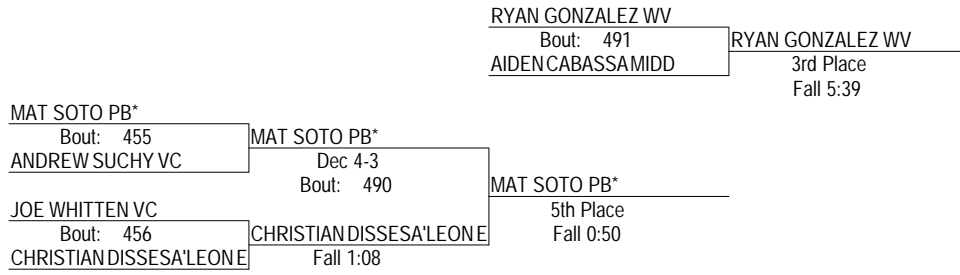 RYAN GONZALEZ WV
Bout: 491
RYAN GONZALEZ WV
AIDEN CABASSA MIDD
3rd Place
Fall 5:39
MAT SOTO PB*
Bout: 455
MAT SOTO PB*
ANDREW SUCHY VC
Dec 4-3
Bout: 490
MAT SOTO PB*
JOE WHITTEN VC
5th Place
Bout: 456
CHRISTIAN DISSESA'LEON E
Fall 0:50
CHRISTIAN DISSESA'LEON E
Fall 1:08